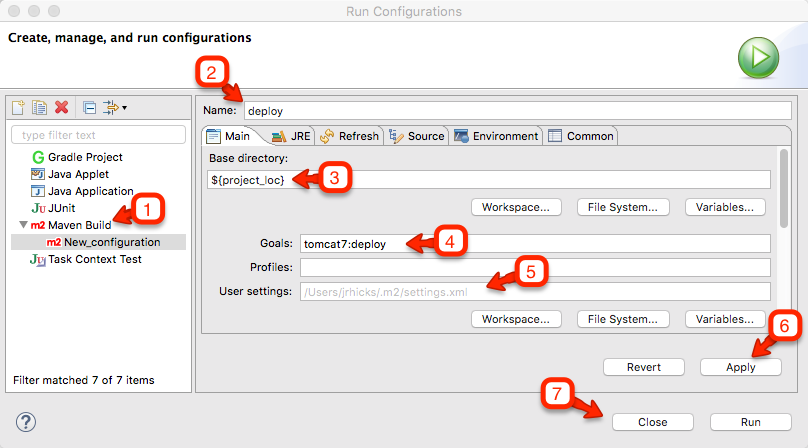 Run Configurations
Create, manage, and run configurations
2
Name: deploy
type filter text
Main JRE Refresh Source Environment Common
Gradle Project
Java Applet
Java Application
JUnit
Maven Build
New_configuration
Task Context Test
1
Base directory:
${project_loc}
3
Workspace... File System... Variables...
Goals: tomcat7:deploy
4
Profiles:
User settings: /Users/jrhicks/.m2/settings.xml
5
Workspace... File System... Variables...
6
Revert Apply
Filter matched 7 of 7 items
7
Close Run